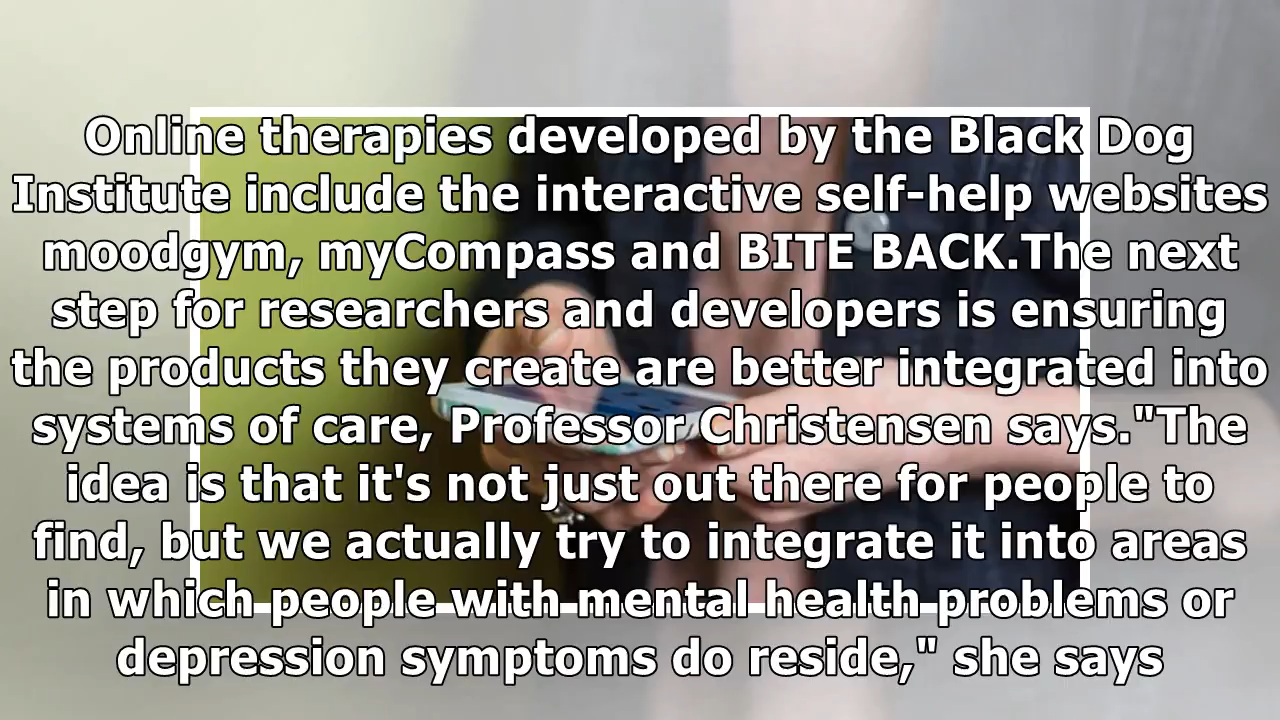 Online therapies developed by the Black Dog
Institute include the interactive self-help websites
moodgym, myCompass and BITE BACK.The next
step for researchers and developers is ensuring
the products they create are better integrated into
systems of care, Professor Christensen says."The
idea is that it's not just out there for people to
find, but we actually try to integrate it into areas
in which people with mental health problems or
depression symptoms do reside," she says